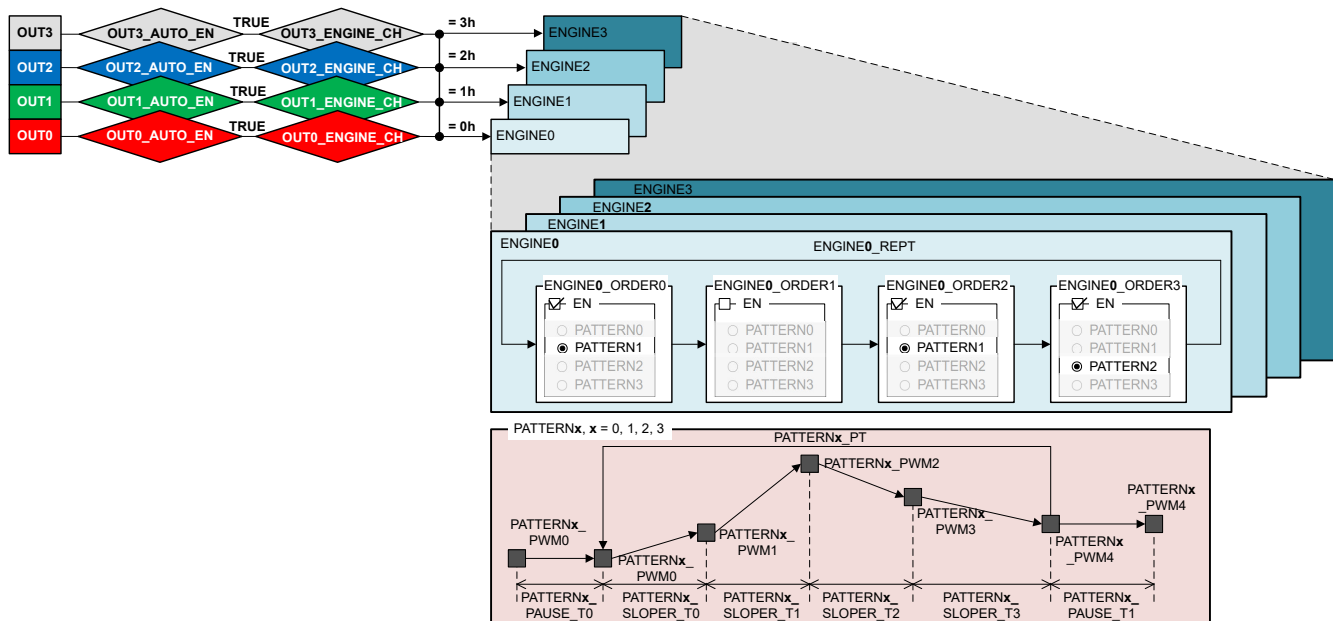 OUT3 OUT3_AUTO_EN TRUE OUT3_ENGINE_CH = 3h ENGINE3
OUT2 OUT2_AUTO_EN TRUE OUT2_ENGINE_CH = 2h ENGINE2
OUT1 OUT1_AUTO_EN TRUE OUT1_ENGINE_CH = 1h ENGINE1
OUT0 OUT0_AUTO_EN TRUE OUT0_ENGINE_CH = 0h ENGINE0
ENGINE3
ENGINE2
ENGINE1
ENGINE0 ENGINE0_REPT
ENGINE0_ORDER0
EN
PATTERN0
PATTERN1
PATTERN2
PATTERN3
ENGINE0_ORDER1
EN
PATTERN0
PATTERN1
PATTERN2
PATTERN3
ENGINE0_ORDER2
EN
PATTERN0
PATTERN1
PATTERN2
PATTERN3
ENGINE0_ORDER3
EN
PATTERN0
PATTERN1
PATTERN2
PATTERN3
PATTERNx, x = 0, 1, 2, 3
PATTERNx_PT
PATTERNx_
PWM0
PATTERNx_
PWM0
PATTERNx_
PWM1
PATTERNx_PWM2
PATTERNx_
PWM3
PATTERNx
_PWM4
PATTERNx
_PWM4
PATTERNx_
PAUSE_T0
PATTERNx_
SLOPER_T0
PATTERNx_
SLOPER_T1
PATTERNx_
SLOPER_T2
PATTERNx_
SLOPER_T3
PATTERNx_
PAUSE_T1